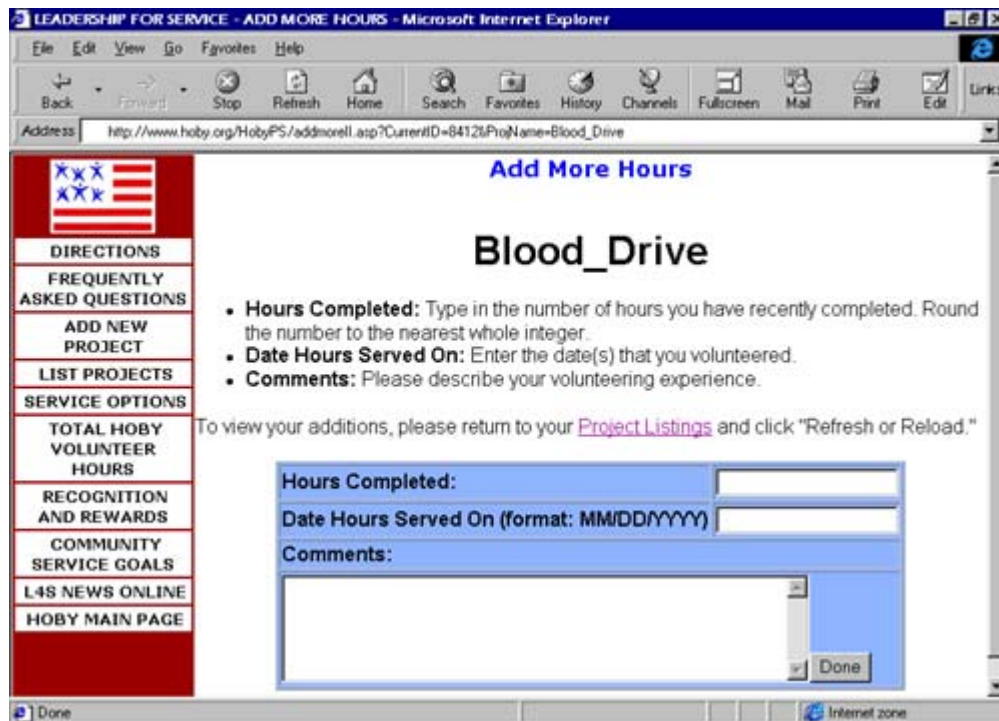 LEADERSHIP FOR SERVICE - ADD MORE HOURS - Microsoft Internet Explorer
File Edit View Go Favorites Help
Back Forward Stop Refresh Home Search Favorites History Channels Fullscreen Mail Print Edit Links
Address http://www.hoby.org/HobyPS/addmorell.asp?CurrentID=8412&ProjName=Blood_Drive
DIRECTIONS
FREQUENTLY
ASKED QUESTIONS
ADD NEW
PROJECT
LIST PROJECTS
SERVICE OPTIONS
TOTAL HOBY
VOLUNTEER
HOURS
RECOGNITION
AND REWARDS
COMMUNITY
SERVICE GOALS
L4S NEWS ONLINE
HOBY MAIN PAGE
Add More Hours
Blood_Drive
• Hours Completed: Type in the number of hours you have recently completed. Round
the number to the nearest whole integer.
• Date Hours Served On: Enter the date(s) that you volunteered.
• Comments: Please describe your volunteering experience.
To view your additions, please return to your Project Listings and click "Refresh or Reload."
Hours Completed:
Date Hours Served On (format: MM/DD/YYYY)
Comments:
Done
Done Internet zone